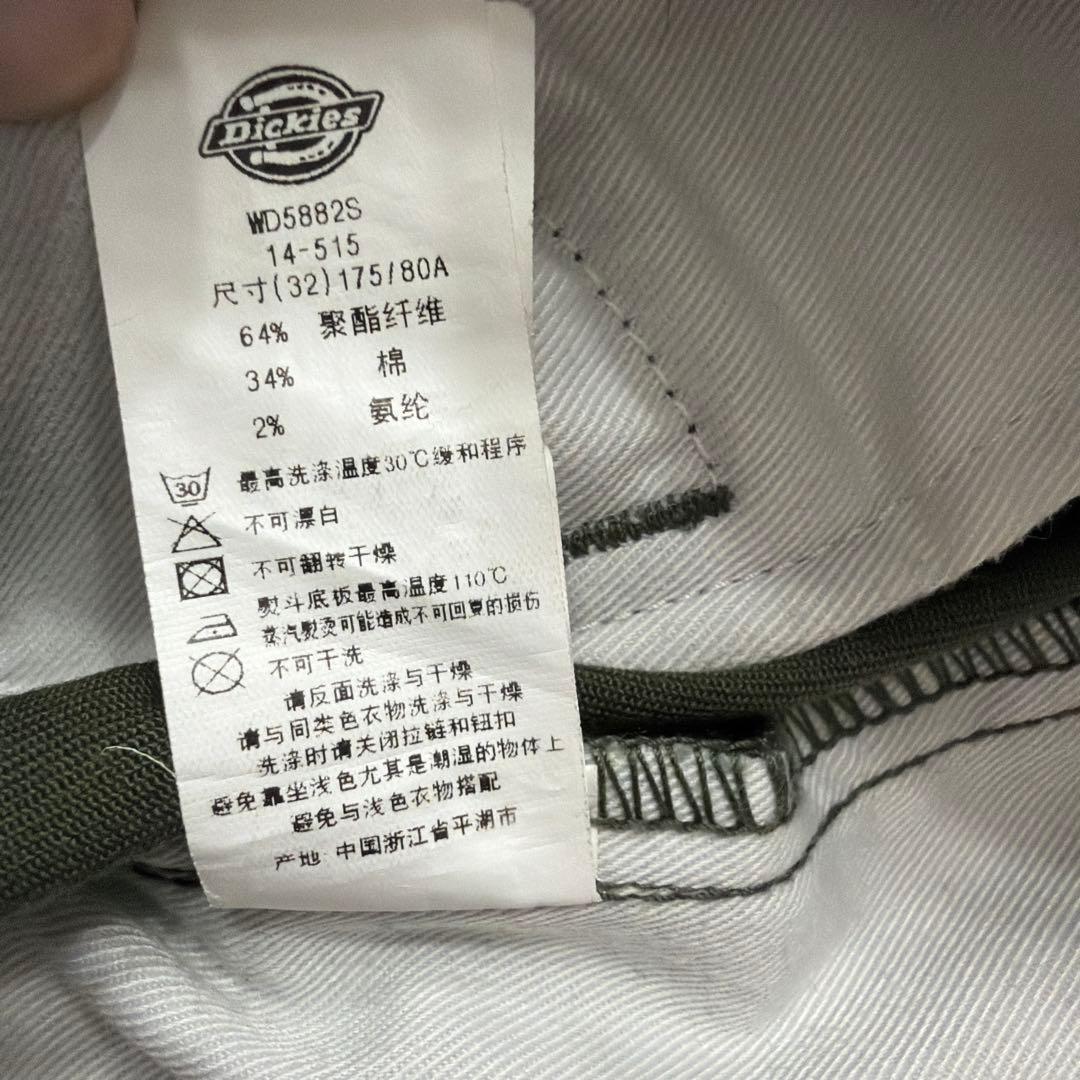 Dickies
WD5882S
14-515
尺寸(32)175/80A
64% 聚酯纤维
34% 棉
2% 氨纶
30 最高洗涤温度30℃缓和程序
不可漂白
不可翻转干燥
熨斗底板最高温度110℃
蒸汽熨烫可能造成不可回复的损伤
不可干洗
请反面洗涤与干燥
请与同类色衣物洗涤与干燥
洗涤时请关闭拉链和钮扣
避免靠坐浅色尤其是潮湿的物体上
避免与浅色衣物搭配
产地:中国浙江省平湖市